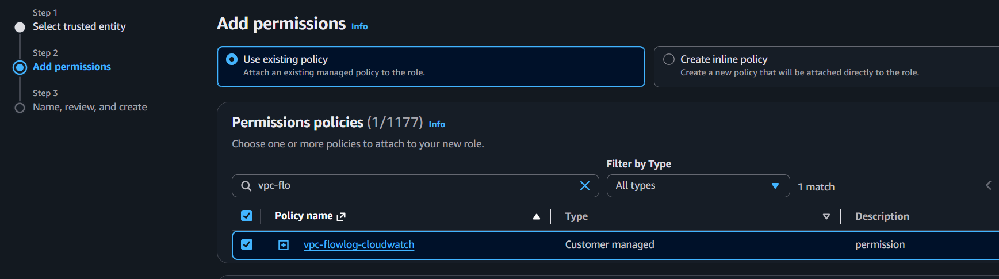 Step 1
Select trusted entity
Step 2
Add permissions
Step 3
Name, review, and create
Add permissions Info
Use existing policy
Attach an existing managed policy to the role.
Create inline policy
Create a new policy that will be attached directly to the role.
Permissions policies (1/1177) Info
Choose one or more policies to attach to your new role.
Filter by Type
vpc-flo
All types
1 match
Policy name
Type
Description
vpc-flowlog-cloudwatch
Customer managed
permission